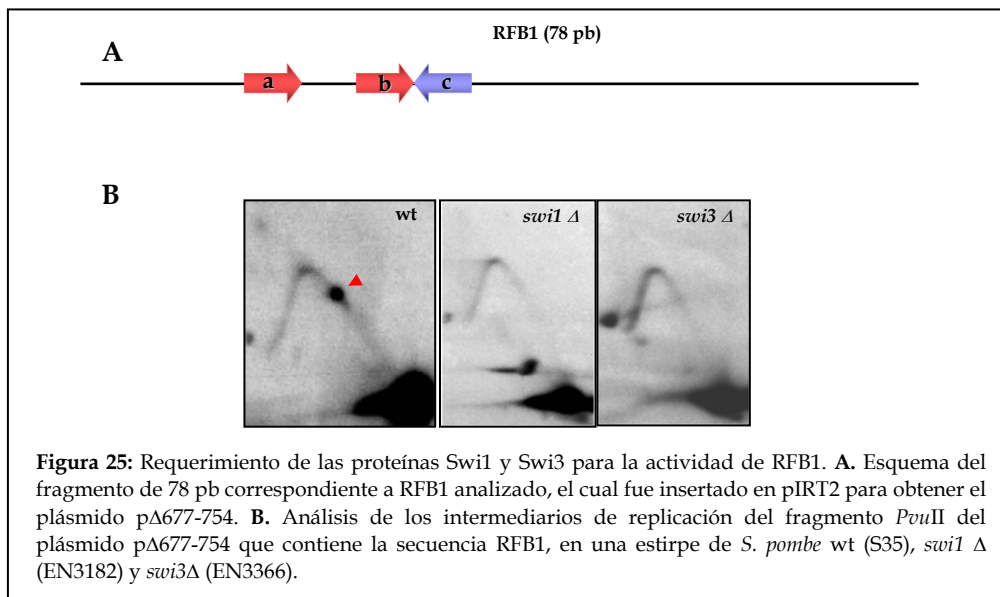 RFB1 (78 pb)
A
a
b
c
B
wt
swi1 Δ
swi3 Δ
Figura 25: Requerimiento de las proteínas Swi1 y Swi3 para la actividad de RFB1. A. Esquema del
fragmento de 78 pb correspondiente a RFB1 analizado, el cual fue insertado en pIRT2 para obtener el
plásmido pΔ677-754. B. Análisis de los intermediarios de replicación del fragmento PvuII del
plásmido pΔ677-754 que contiene la secuencia RFB1, en una estirpe de S. pombe wt (S35), swi1 Δ
(EN3182) y swi3Δ (EN3366).